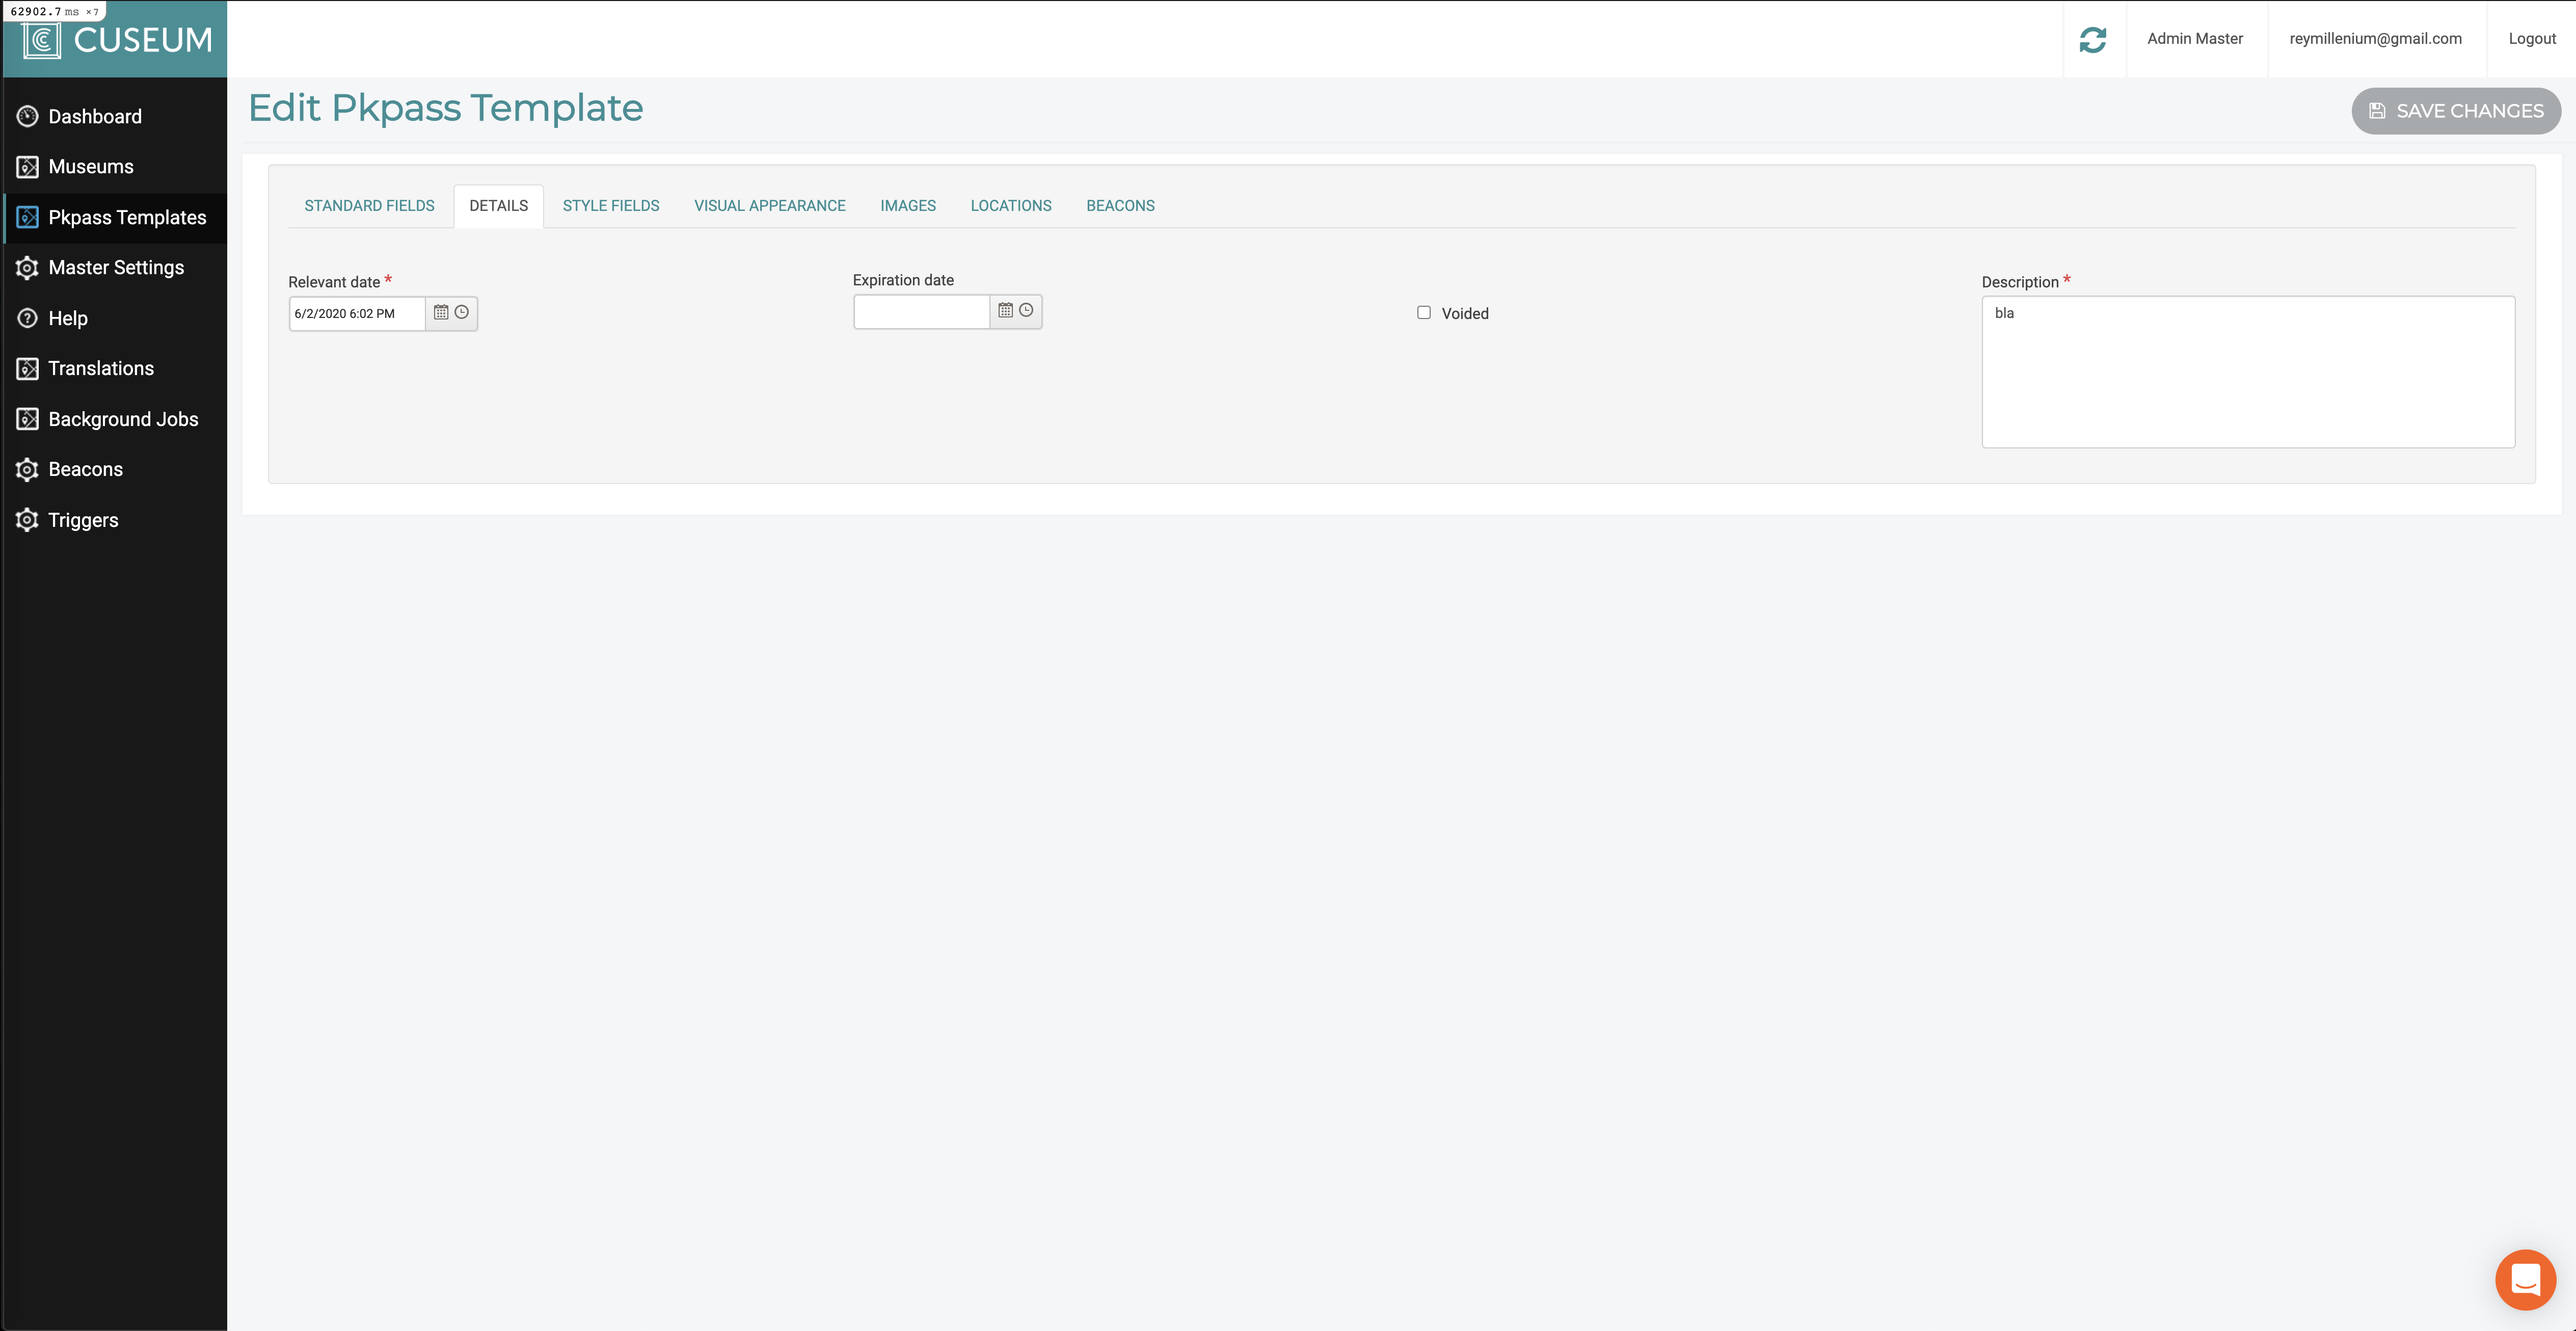 62902.7 ms ×7
CUSEUM
Admin Master
reymillenium@gmail.com
Logout
Dashboard
Museums
Pkpass Templates
Master Settings
Help
Translations
Background Jobs
Beacons
Triggers
Edit Pkpass Template
SAVE CHANGES
STANDARD FIELDS
DETAILS
STYLE FIELDS
VISUAL APPEARANCE
IMAGES
LOCATIONS
BEACONS
Relevant date *
6/2/2020 6:02 PM
Expiration date
Voided
Description *
bla